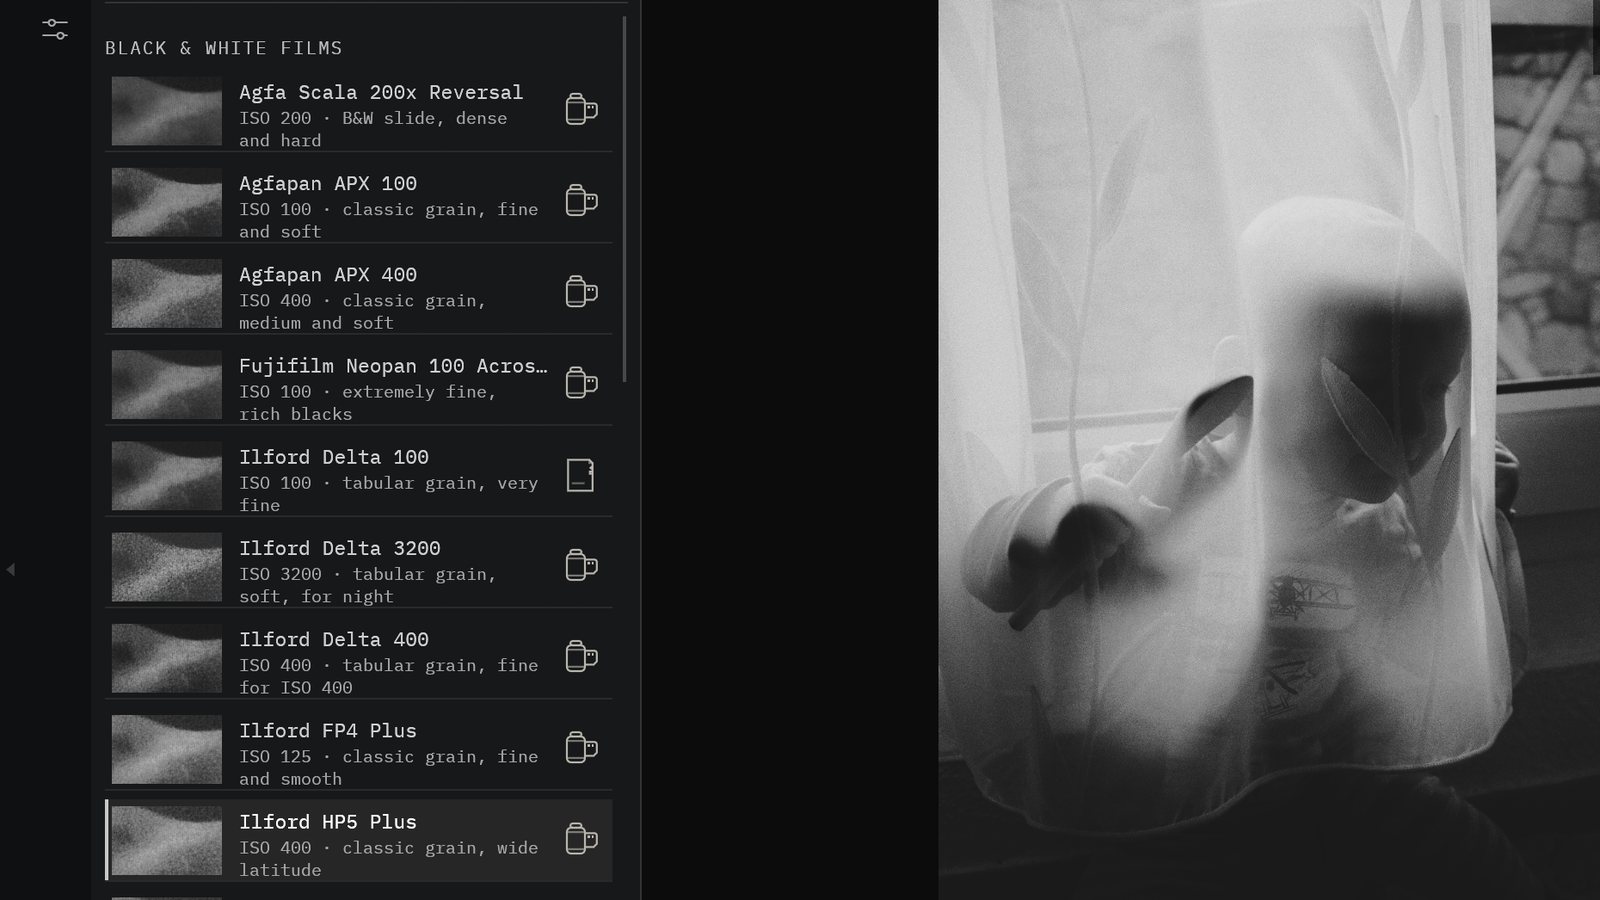 BLACK & WHITE FILMS
Agfa Scala 200x Reversal
ISO 200 · B&W slide, dense
and hard
Agfapan APX 100
ISO 100 · classic grain, fine
and soft
Agfapan APX 400
ISO 400 · classic grain,
medium and soft
Fujifilm Neopan 100 Acros…
ISO 100 · extremely fine,
rich blacks
Ilford Delta 100
ISO 100 · tabular grain, very
fine
Ilford Delta 3200
ISO 3200 · tabular grain,
soft, for night
Ilford Delta 400
ISO 400 · tabular grain, fine
for ISO 400
Ilford FP4 Plus
ISO 125 · classic grain, fine
and smooth
Ilford HP5 Plus
ISO 400 · classic grain, wide
latitude